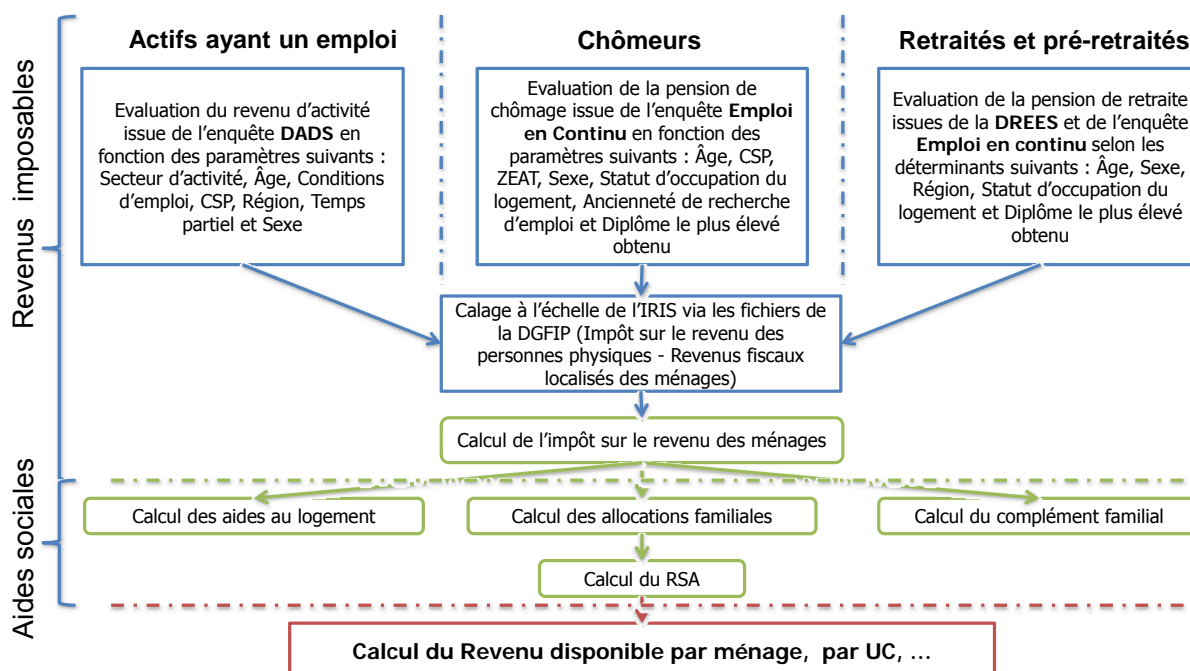 Revenus imposables
Actifs ayant un emploi
Evaluation du revenu d'activité
issue de l'enquête DADS en
fonction des paramètres suivants :
Secteur d'activité, Âge, Conditions
d'emploi, CSP, Région, Temps
partiel et Sexe
Chômeurs
Evaluation de la pension de
chômage issue de l'enquête Emploi
en Continu en fonction des
paramètres suivants : Âge, CSP,
ZEAT, Sexe, Statut d'occupation du
logement, Ancienneté de recherche
d'emploi et Diplôme le plus élevé
obtenu
Retraités et pré-retraités
Evaluation de la pension de retraite
issues de la DREES et de l'enquête
Emploi en continu selon les
déterminants suivants : Âge, Sexe,
Région, Statut d'occupation du
logement et Diplôme le plus élevé
obtenu
Calage à l'échelle de l'IRIS via les fichiers de
la DGFIP (Impôt sur le revenu des
personnes physiques - Revenus fiscaux
localisés des ménages)
Calcul de l'impôt sur le revenu des ménages
Aides sociales
Calcul des aides au logement
Calcul des allocations familiales
Calcul du complément familial
Calcul du RSA
Calcul du Revenu disponible par ménage, par UC, ...